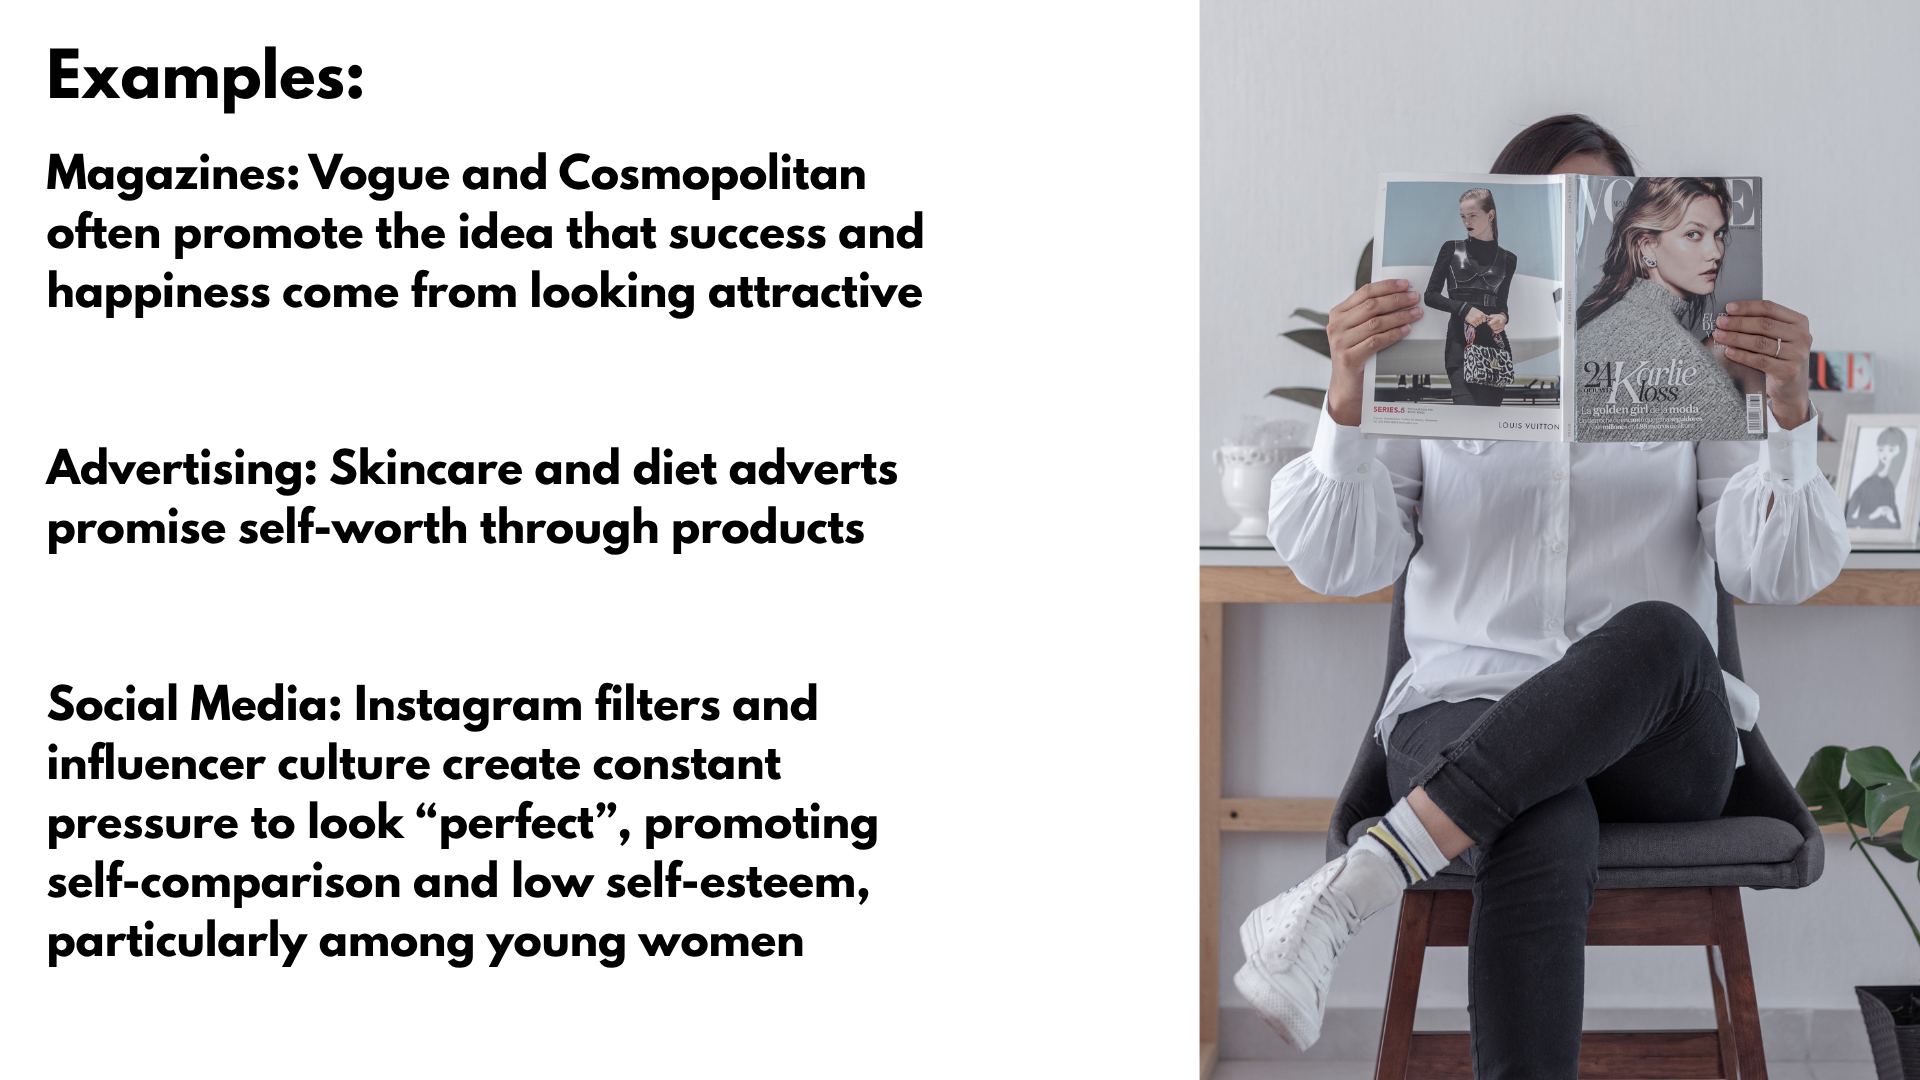 Examples:
Magazines: Vogue and Cosmopolitan
often promote the idea that success and
happiness come from looking attractive
Advertising: Skincare and diet adverts
promise self-worth through products
Social Media: Instagram filters and
influencer culture create constant
pressure to look “perfect”, promoting
self-comparison and low self-esteem,
particularly among young women
SERIES.5
LOUIS VUITTON
VOGUE
24
Karlie
Kloss
La golden girl de la moda